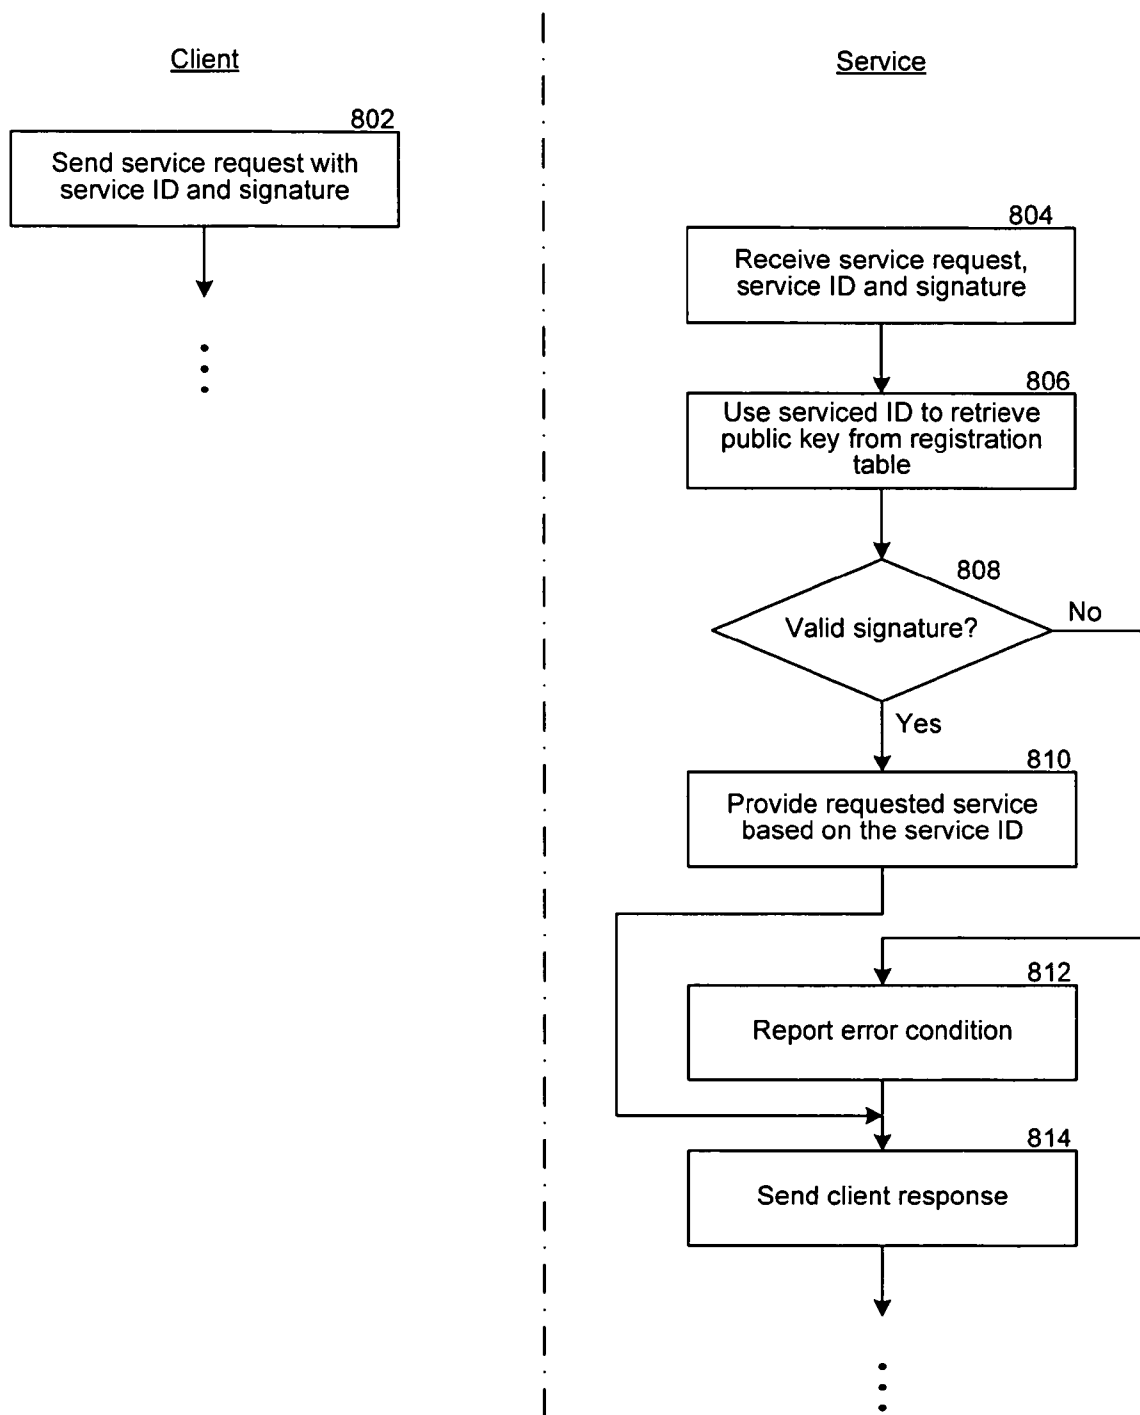 Client
Service
802
Send service request with
service ID and signature
804
Receive service request,
service ID and signature
806
Use serviced ID to retrieve
public key from registration
table
808
Valid signature?
No
Yes
810
Provide requested service
based on the service ID
812
Report error condition
814
Send client response